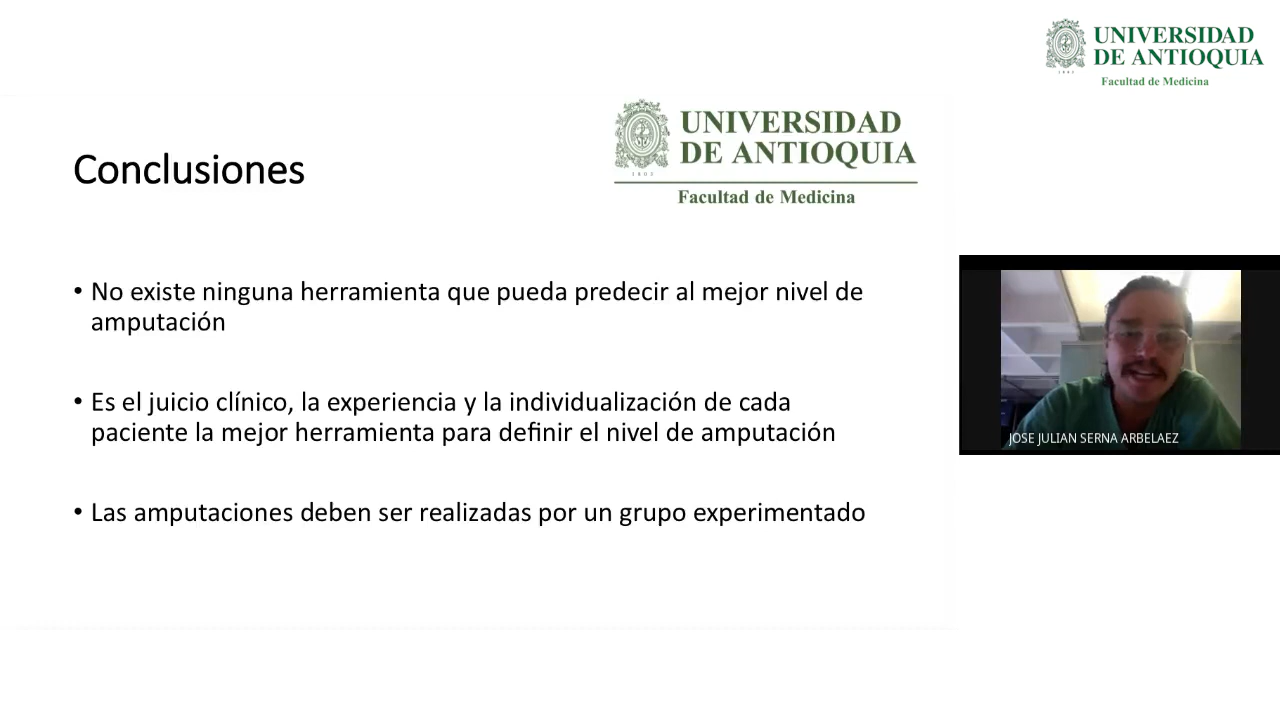 UNIVERSIDAD
DE ANTIOQUIA
Facultad de Medicina
UNIVERSIDAD
DE ANTIOQUIA
1803
Facultad de Medicina
Conclusiones
• No existe ninguna herramienta que pueda predecir al mejor nivel de
amputación
• Es el juicio clínico, la experiencia y la individualización de cada
paciente la mejor herramienta para definir el nivel de amputación
• Las amputaciones deben ser realizadas por un grupo experimentado
JOSE JULIAN SERNA ARBELAEZ